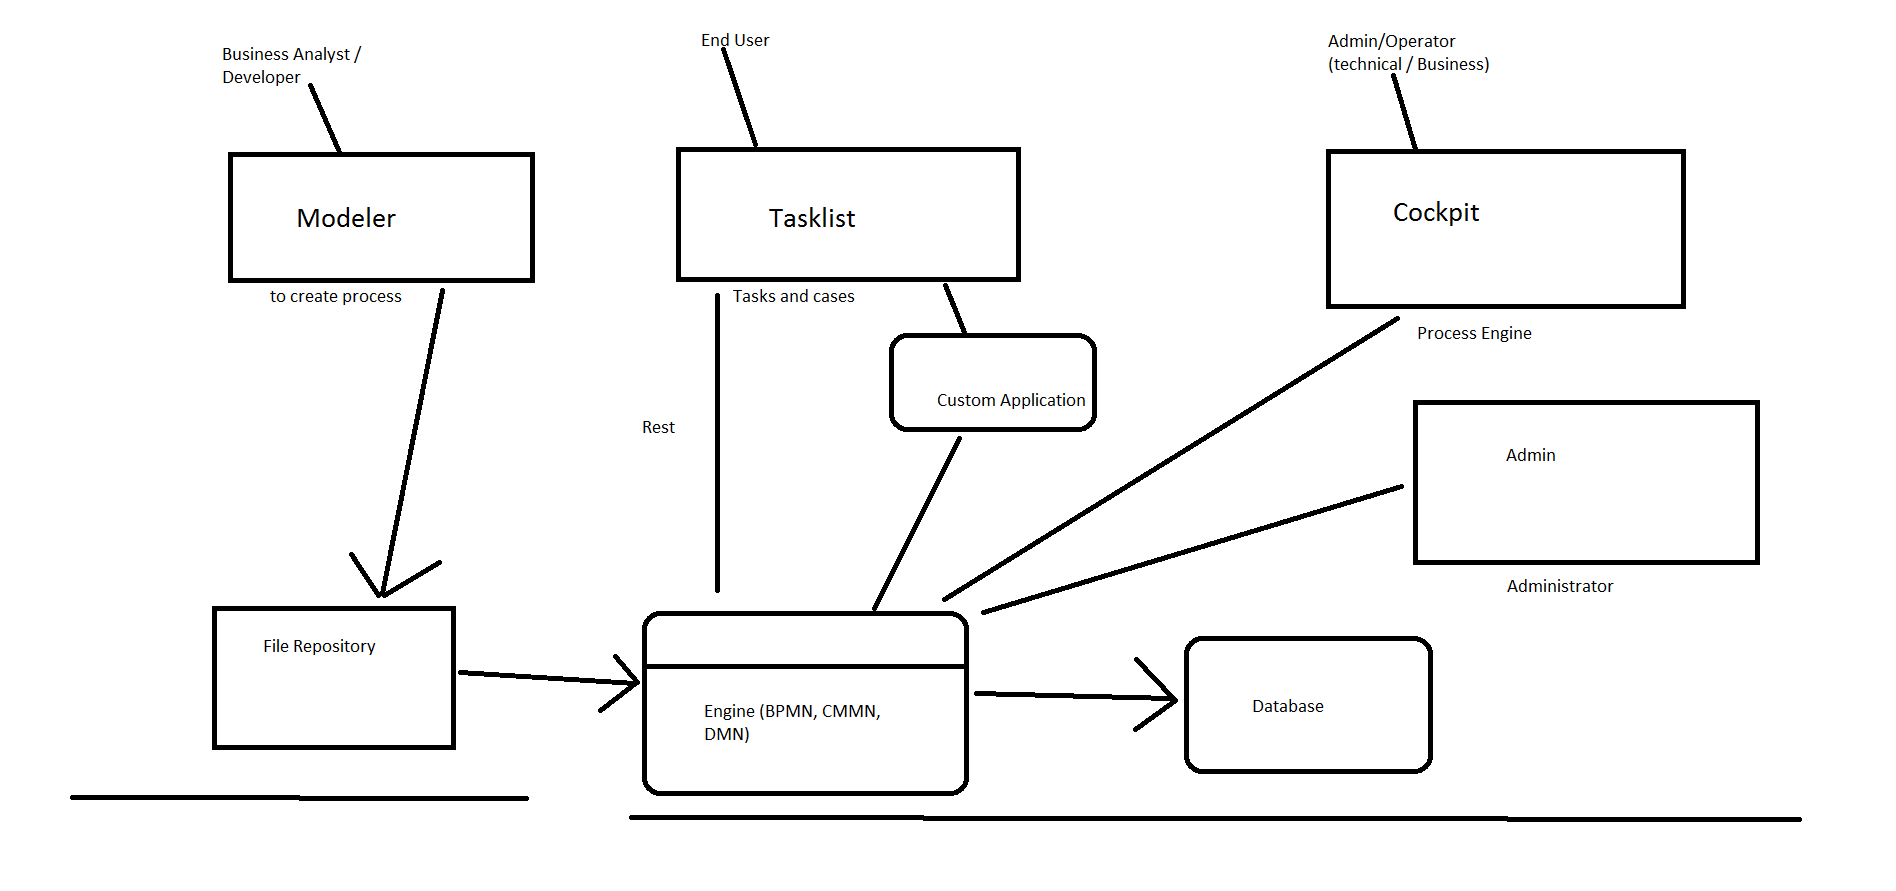 Business Analyst /
Developer
End User
Admin/Operator
(technical / Business)
Modeler
Tasklist
Cockpit
to create process
Tasks and cases
Process Engine
Custom Application
Rest
Admin
Administrator
File Repository
Engine (BPMN, CMMN,
DMN)
Database